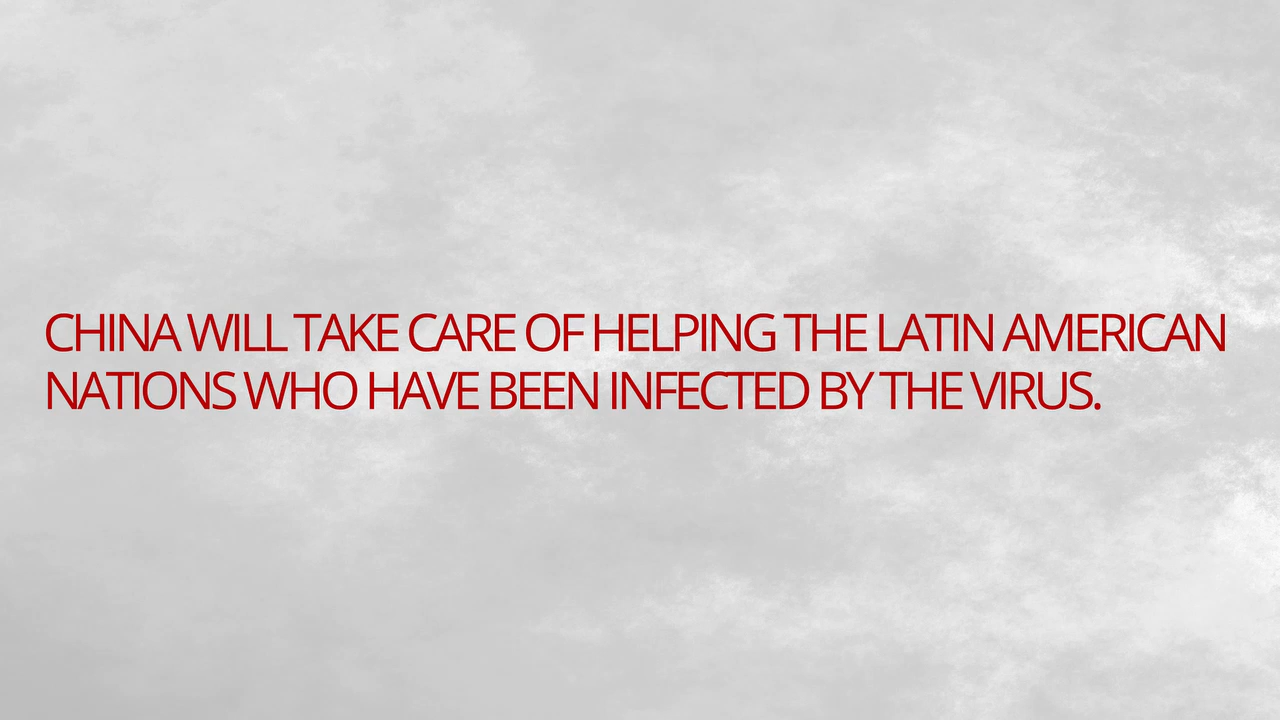 CHINA WILL TAKE CARE OF HELPING THE LATIN AMERICAN
NATIONS WHO HAVE BEEN INFECTED BY THE VIRUS.